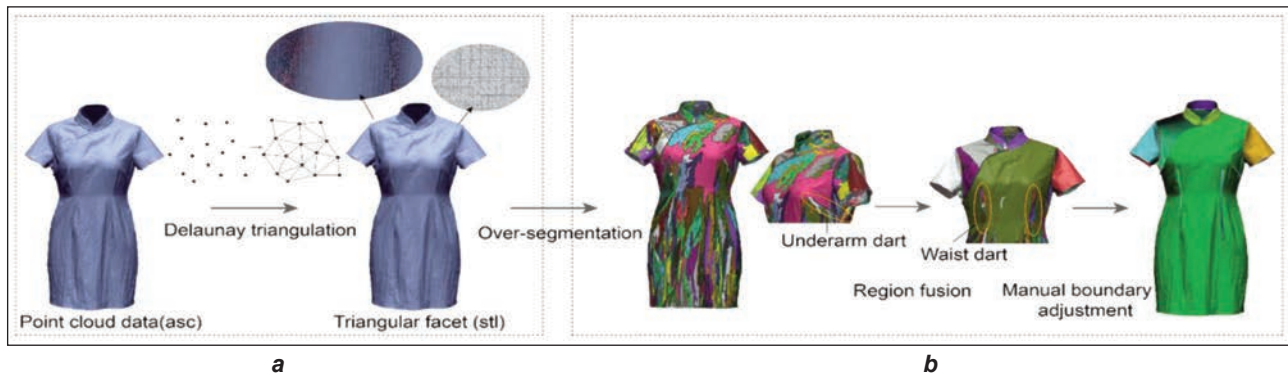 Delaunay triangulation
Point cloud data(asc)
Triangular facet (stl)
Over-segmentation
Underarm dart
Waist dart
Region fusion
Manual boundary
adjustment
a
b